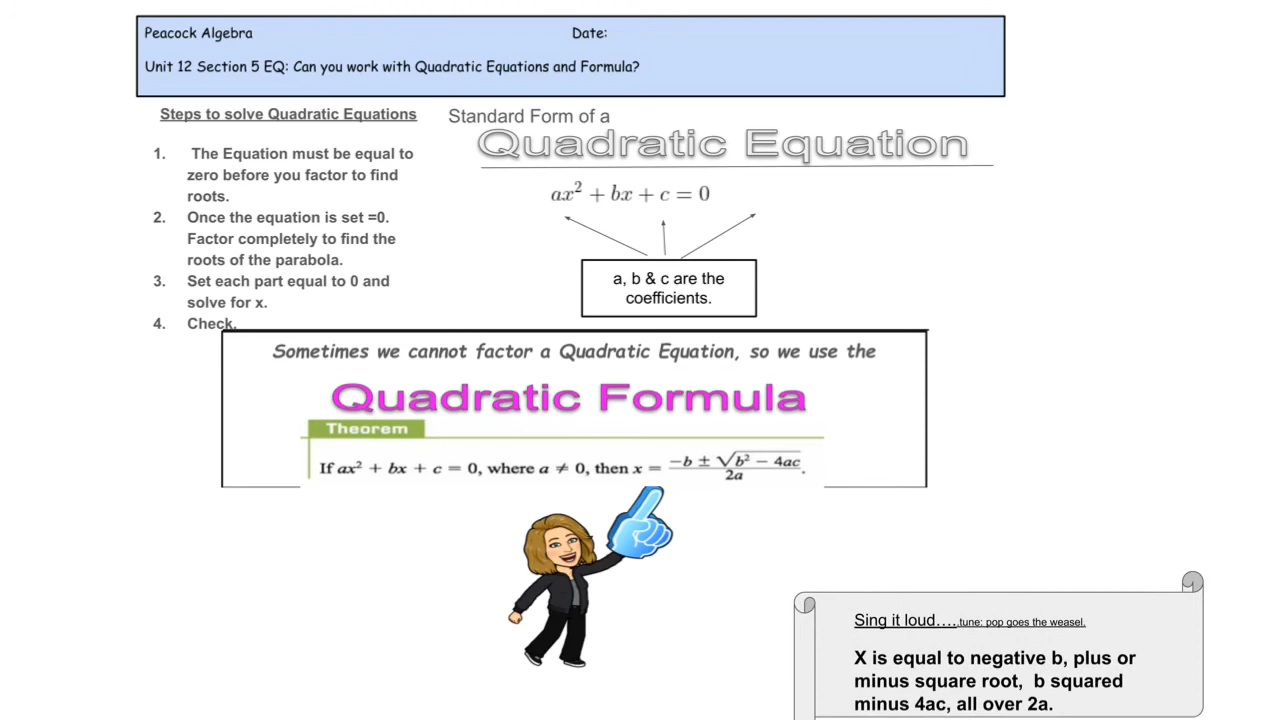 Peacock Algebra Date:
Unit 12 Section 5 EQ: Can you work with Quadratic Equations and Formula?
Steps to solve Quadratic Equations
1. The Equation must be equal to
zero before you factor to find
roots.
2. Once the equation is set =0.
Factor completely to find the
roots of the parabola.
3. Set each part equal to 0 and
solve for x.
4. Check.
Standard Form of a
Quadratic Equation
ax² + bx + c = 0
a, b & c are the
coefficients.
Sometimes we cannot factor a Quadratic Equation, so we use the
Quadratic Formula
Theorem
If ax² + bx + c = 0, where a ≠ 0, then x = (−b ± √(b² − 4ac))/2a.
Sing it loud….,tune: pop goes the weasel.
X is equal to negative b, plus or
minus square root, b squared
minus 4ac, all over 2a.